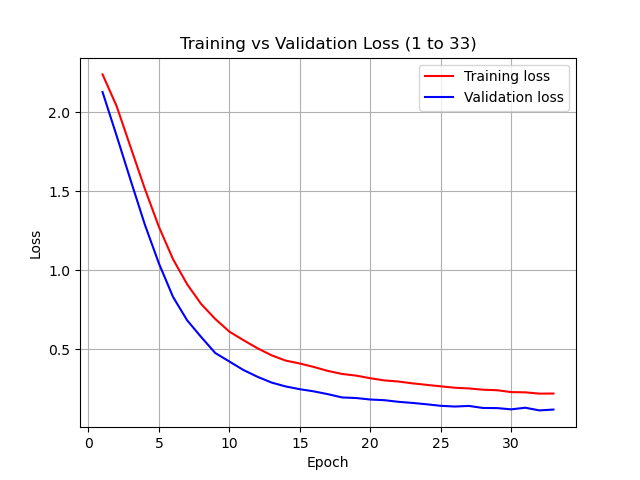 Training vs Validation Loss (1 to 33)
Training loss
Validation loss
2.0
1.5
1.0
0.5
Loss
0
5
10
15
20
25
30
Epoch